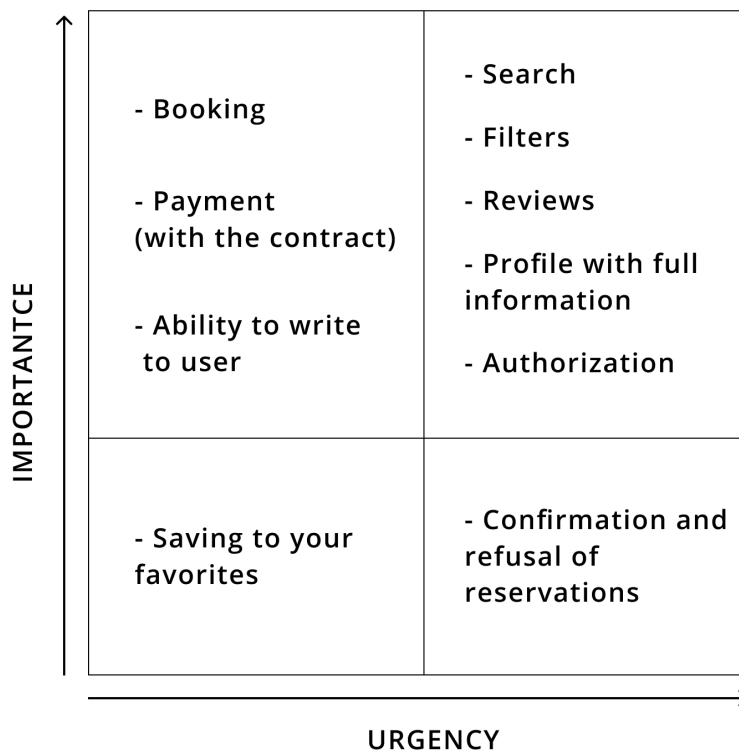 - Booking
- Payment
(with the contract)
- Ability to write
to user
- Search
- Filters
- Reviews
- Profile with full
information
- Authorization
- Saving to your
favorites
- Confirmation and
refusal of
reservations
IMPORTANTCE
URGENCY